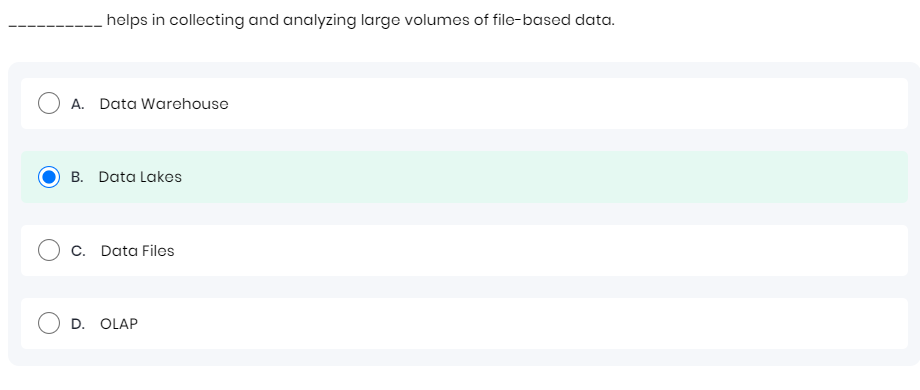 __________ helps in collecting and analyzing large volumes of file-based data.
A. Data Warehouse
B. Data Lakes
C. Data Files
D. OLAP